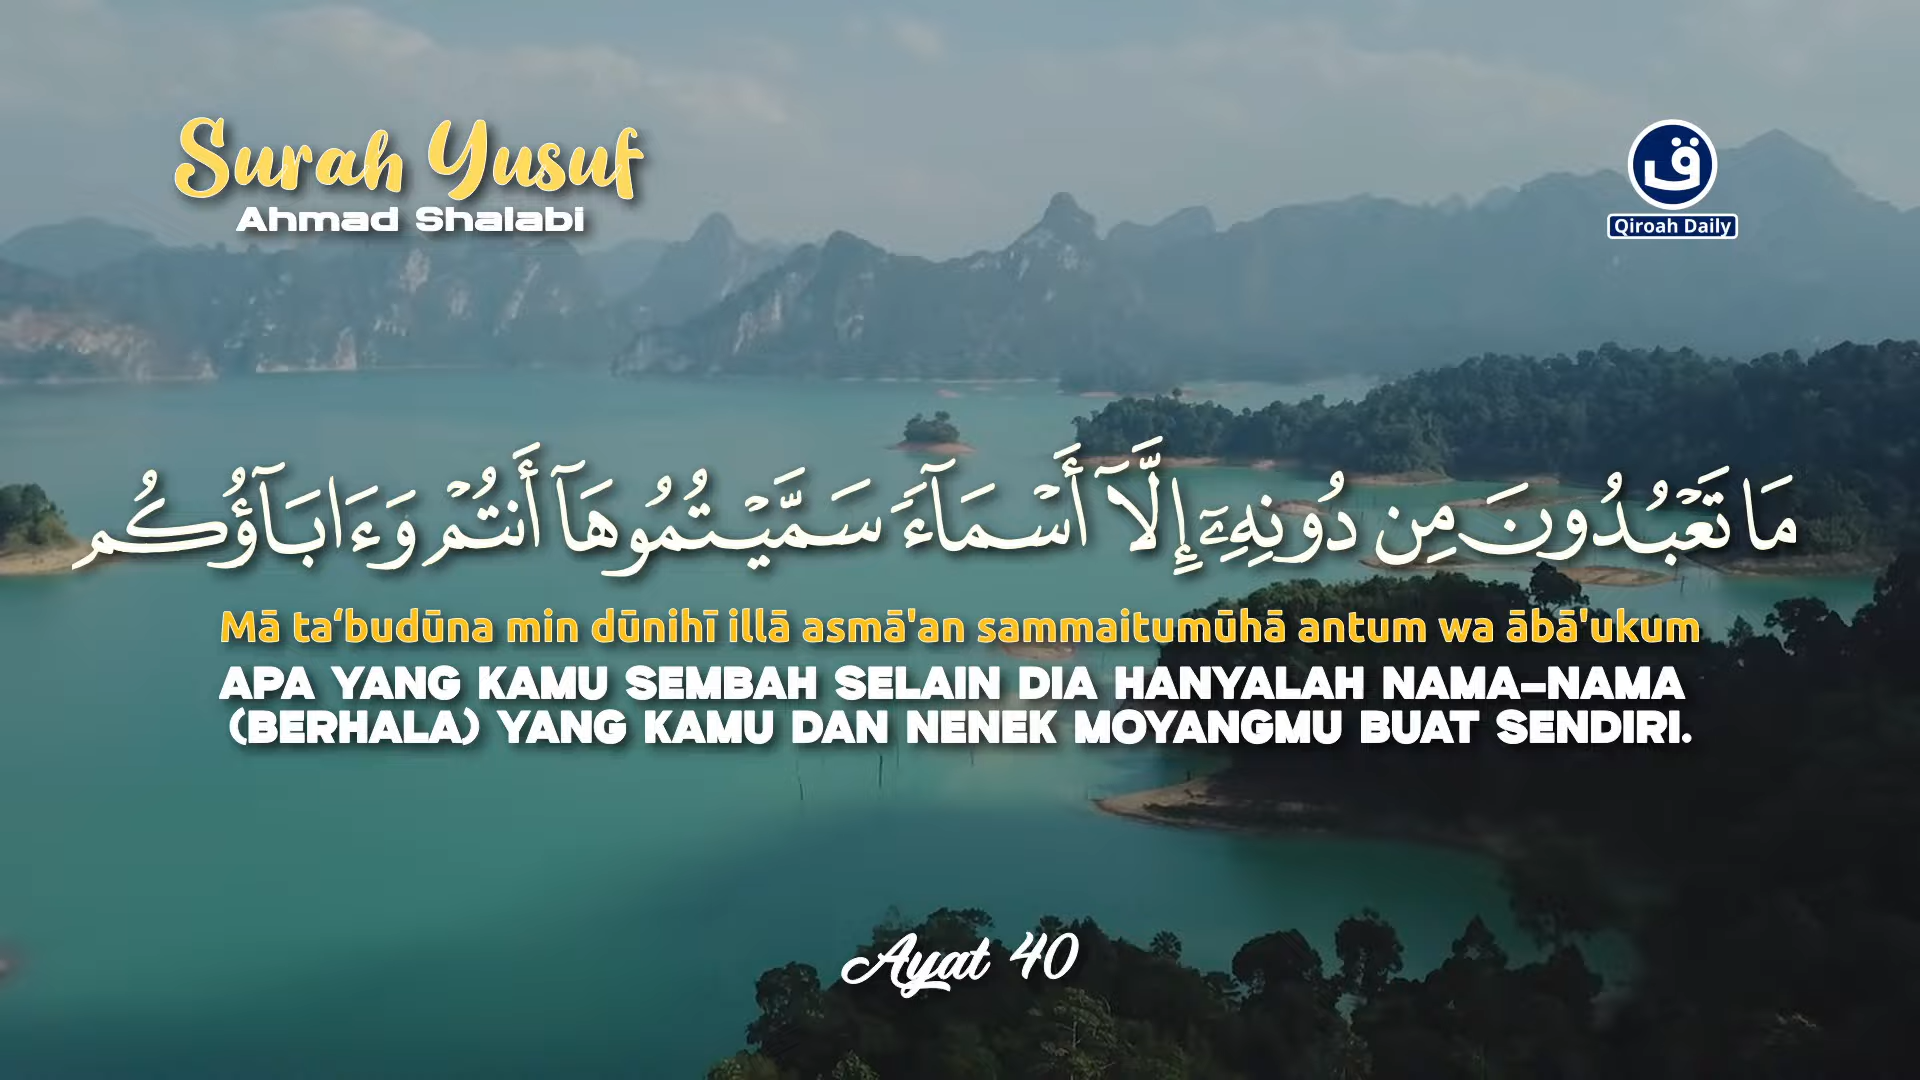 Surah Yusuf
Ahmad Shalabi
ق
Qiroah Daily
مَا تَعْبُدُونَ مِن دُونِهِۦٓ إِلَّآ أَسْمَآءً سَمَّيْتُمُوهَآ أَنتُمْ وَءَابَآؤُكُم
Mā ta‘budūna min dūnihī illā asmā'an sammaitumūhā antum wa ābā'ukum
APA YANG KAMU SEMBAH SELAIN DIA HANYALAH NAMA-NAMA
(BERHALA) YANG KAMU DAN NENEK MOYANGMU BUAT SENDIRI.
Ayat 40